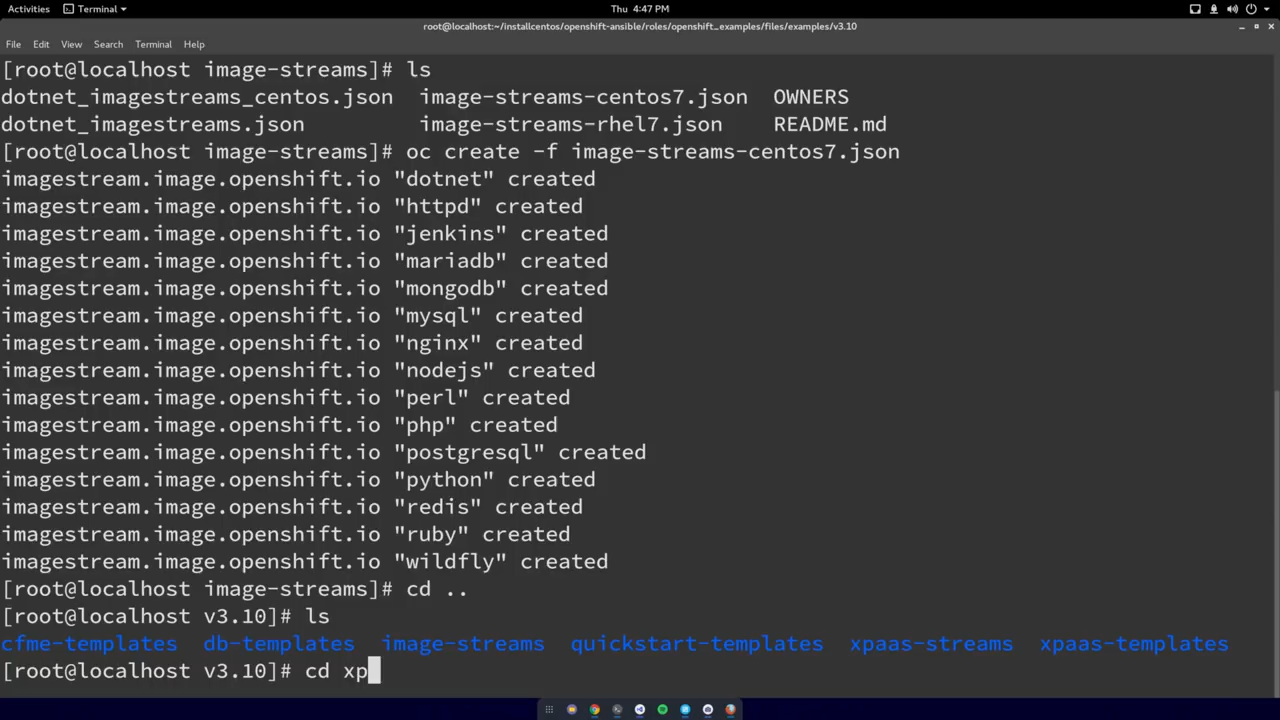 Activities Terminal Thu 4:47 PM
root@localhost:~/installcentos/openshift-ansible/roles/openshift_examples/files/examples/v3.10
File Edit View Search Terminal Help
[root@localhost image-streams]# ls
dotnet_imagestreams_centos.json image-streams-centos7.json OWNERS
dotnet_imagestreams.json image-streams-rhel7.json README.md
[root@localhost image-streams]# oc create -f image-streams-centos7.json
imagestream.image.openshift.io "dotnet" created
imagestream.image.openshift.io "httpd" created
imagestream.image.openshift.io "jenkins" created
imagestream.image.openshift.io "mariadb" created
imagestream.image.openshift.io "mongodb" created
imagestream.image.openshift.io "mysql" created
imagestream.image.openshift.io "nginx" created
imagestream.image.openshift.io "nodejs" created
imagestream.image.openshift.io "perl" created
imagestream.image.openshift.io "php" created
imagestream.image.openshift.io "postgresql" created
imagestream.image.openshift.io "python" created
imagestream.image.openshift.io "redis" created
imagestream.image.openshift.io "ruby" created
imagestream.image.openshift.io "wildfly" created
[root@localhost image-streams]# cd ..
[root@localhost v3.10]# ls
cfme-templates db-templates image-streams quickstart-templates xpaas-streams xpaas-templates
[root@localhost v3.10]# cd xp